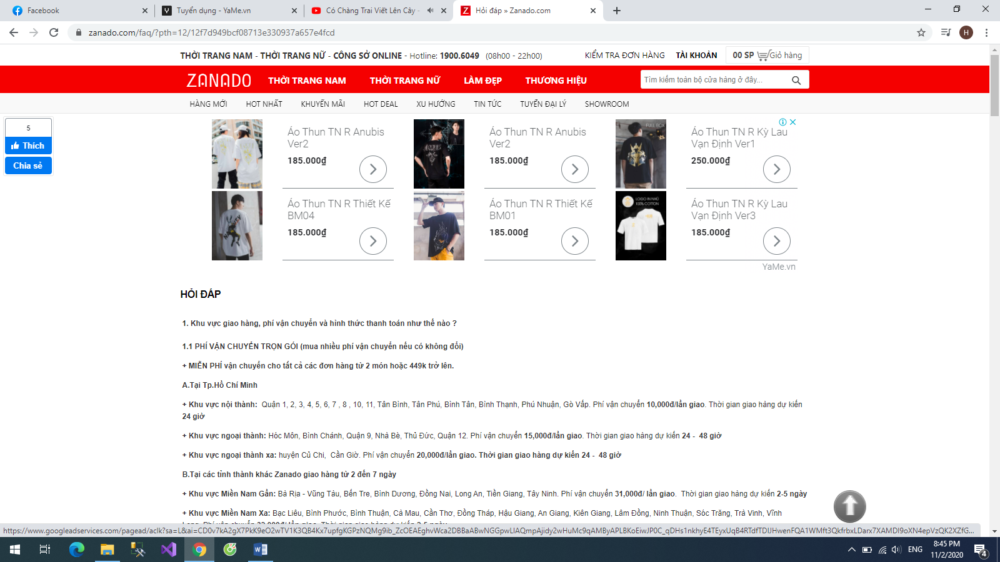 Facebook
Tuyển dụng - YaMe.vn
Có Chàng Trai Viết Lên Cây -
Hỏi đáp » Zanado.com
zanado.com/faq/?pth=12/12f7d949bcf08713e330937a657e4fcd
H
THỜI TRANG NAM - THỜI TRANG NỮ - CÔNG SỞ ONLINE - Hotline: 1900.6049 (08h00 - 22h00)
KIỂM TRA ĐƠN HÀNG TÀI KHOẢN 00 SP Giỏ hàng
ZANADO THỜI TRANG NAM THỜI TRANG NỮ LÀM ĐẸP THƯƠNG HIỆU
Tìm kiếm toàn bộ cửa hàng ở đây...
HÀNG MỚI HOT NHẤT KHUYẾN MÃI HOT DEAL XU HƯỚNG TIN TỨC TUYỂN ĐẠI LÝ SHOWROOM
5
Thích
Chia sẻ
Áo Thun TN R Anubis
Ver2
185.000₫
Áo Thun TN R Anubis
Ver2
185.000₫
FULL BOX
Áo Thun TN R Kỳ Lau
Vạn Định Ver1
250.000₫
Áo Thun TN R Thiết Kế
BM04
185.000₫
Áo Thun TN R Thiết Kế
BM01
185.000₫
LOGO IN NHŨ
100% COTTON
Áo Thun TN R Kỳ Lau
Vạn Định Ver3
185.000₫
YaMe.vn
HỎI ĐÁP
1. Khu vực giao hàng, phí vận chuyển và hình thức thanh toán như thế nào ?
1.1 PHÍ VẬN CHUYỂN TRỌN GÓI (mua nhiều phí vận chuyển nếu có không đổi)
+ MIỄN PHÍ vận chuyển cho tất cả các đơn hàng từ 2 món hoặc 449k trở lên.
A.Tại Tp.Hồ Chí Minh
+ Khu vực nội thành: Quận 1, 2, 3, 4, 5, 6, 7 , 8 , 10, 11, Tân Bình, Tân Phú, Bình Tân, Bình Thạnh, Phú Nhuận, Gò Vấp. Phí vận chuyển 10,000đ/lần giao. Thời gian giao hàng dự kiến
24 giờ
+ Khu vực ngoại thành: Hóc Môn, Bình Chánh, Quận 9, Nhà Bè, Thủ Đức, Quận 12. Phí vận chuyển 15,000đ/lần giao. Thời gian giao hàng dự kiến 24 - 48 giờ
+ Khu vực ngoại thành xa: huyện Củ Chi, Cần Giờ. Phí vận chuyển 20,000đ/lần giao. Thời gian giao hàng dự kiến 24 - 48 giờ
B.Tại các tỉnh thành khác Zanado giao hàng từ 2 đến 7 ngày
+ Khu vực Miền Nam Gần: Bà Rịa - Vũng Tàu, Bến Tre, Bình Dương, Đồng Nai, Long An, Tiền Giang, Tây Ninh. Phí vận chuyển 31,000đ/ lần giao. Thời gian giao hàng dự kiến 2-5 ngày
+ Khu vực Miền Nam Xa: Bạc Liêu, Bình Phước, Bình Thuận, Cà Mau, Cần Thơ, Đồng Tháp, Hậu Giang, An Giang, Kiên Giang, Lâm Đồng, Ninh Thuận, Sóc Trăng, Trà Vinh, Vĩnh
https://www.googleadservices.com/pagead/aclk?sa=L&ai=CD0v7kA2gX7PkK9eO2wTV1K3QB4Kx7upfgKGPzNQMg9ib_ZcOEAEghvWca2DBBaABwNGGpwLIAQmpAjidy2wHuMc9qAMByAPLBKoEiwJP0C_qDHs1nkhyE4TEyxUqB4RTdfTDIJHwenFQA1WMft3QkfrbxLDarx7XAMDI9oXN4epVzQK2XZfG...
ENG
8:45 PM
11/2/2020
4